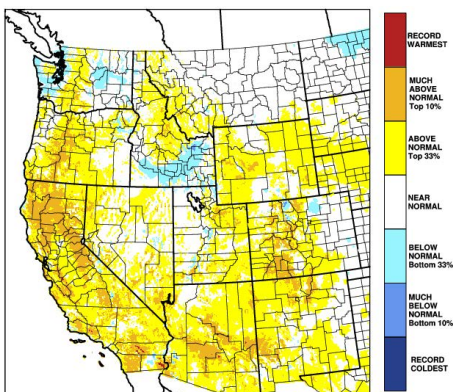 RECORD
WARMEST
MUCH
ABOVE
NORMAL
Top 10%
ABOVE
NORMAL
Top 33%
NEAR
NORMAL
BELOW
NORMAL
Bottom 33%
MUCH
BELOW
NORMAL
Bottom 10%
RECORD
COLDEST